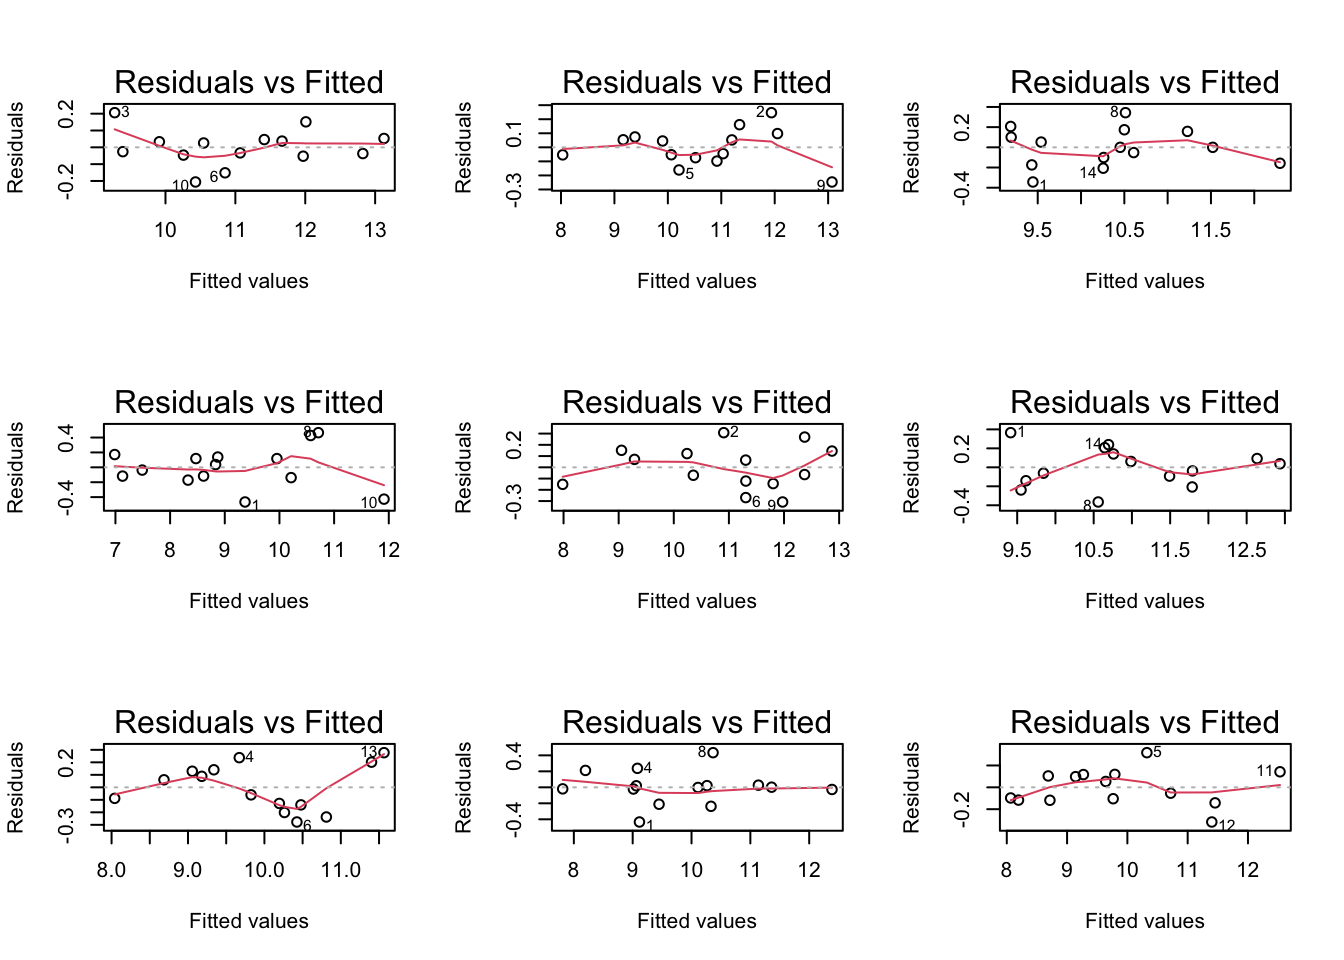 Residuals vs Fitted
Residuals
0.2
-0.2
3
10
6
10 11 12 13
Fitted values
Residuals vs Fitted
Residuals
0.1
-0.3
2
5
9
8 9 10 11 12 13
Fitted values
Residuals vs Fitted
Residuals
0.2
-0.4
8
14
1
9.5 10.5 11.5
Fitted values
Residuals vs Fitted
Residuals
0.4
-0.4
8
1
10
7 8 9 10 11 12
Fitted values
Residuals vs Fitted
Residuals
0.2
-0.3
2
6
9
8 9 10 11 12 13
Fitted values
Residuals vs Fitted
Residuals
0.2
-0.4
1
14
8
9.5 10.5 11.5 12.5
Fitted values
Residuals vs Fitted
Residuals
0.2
-0.3
4
13
6
8.0 9.0 10.0 11.0
Fitted values
Residuals vs Fitted
Residuals
0.4
-0.4
8
4
1
8 9 10 11 12
Fitted values
Residuals vs Fitted
Residuals
-0.2
5
11
12
8 9 10 11 12
Fitted values